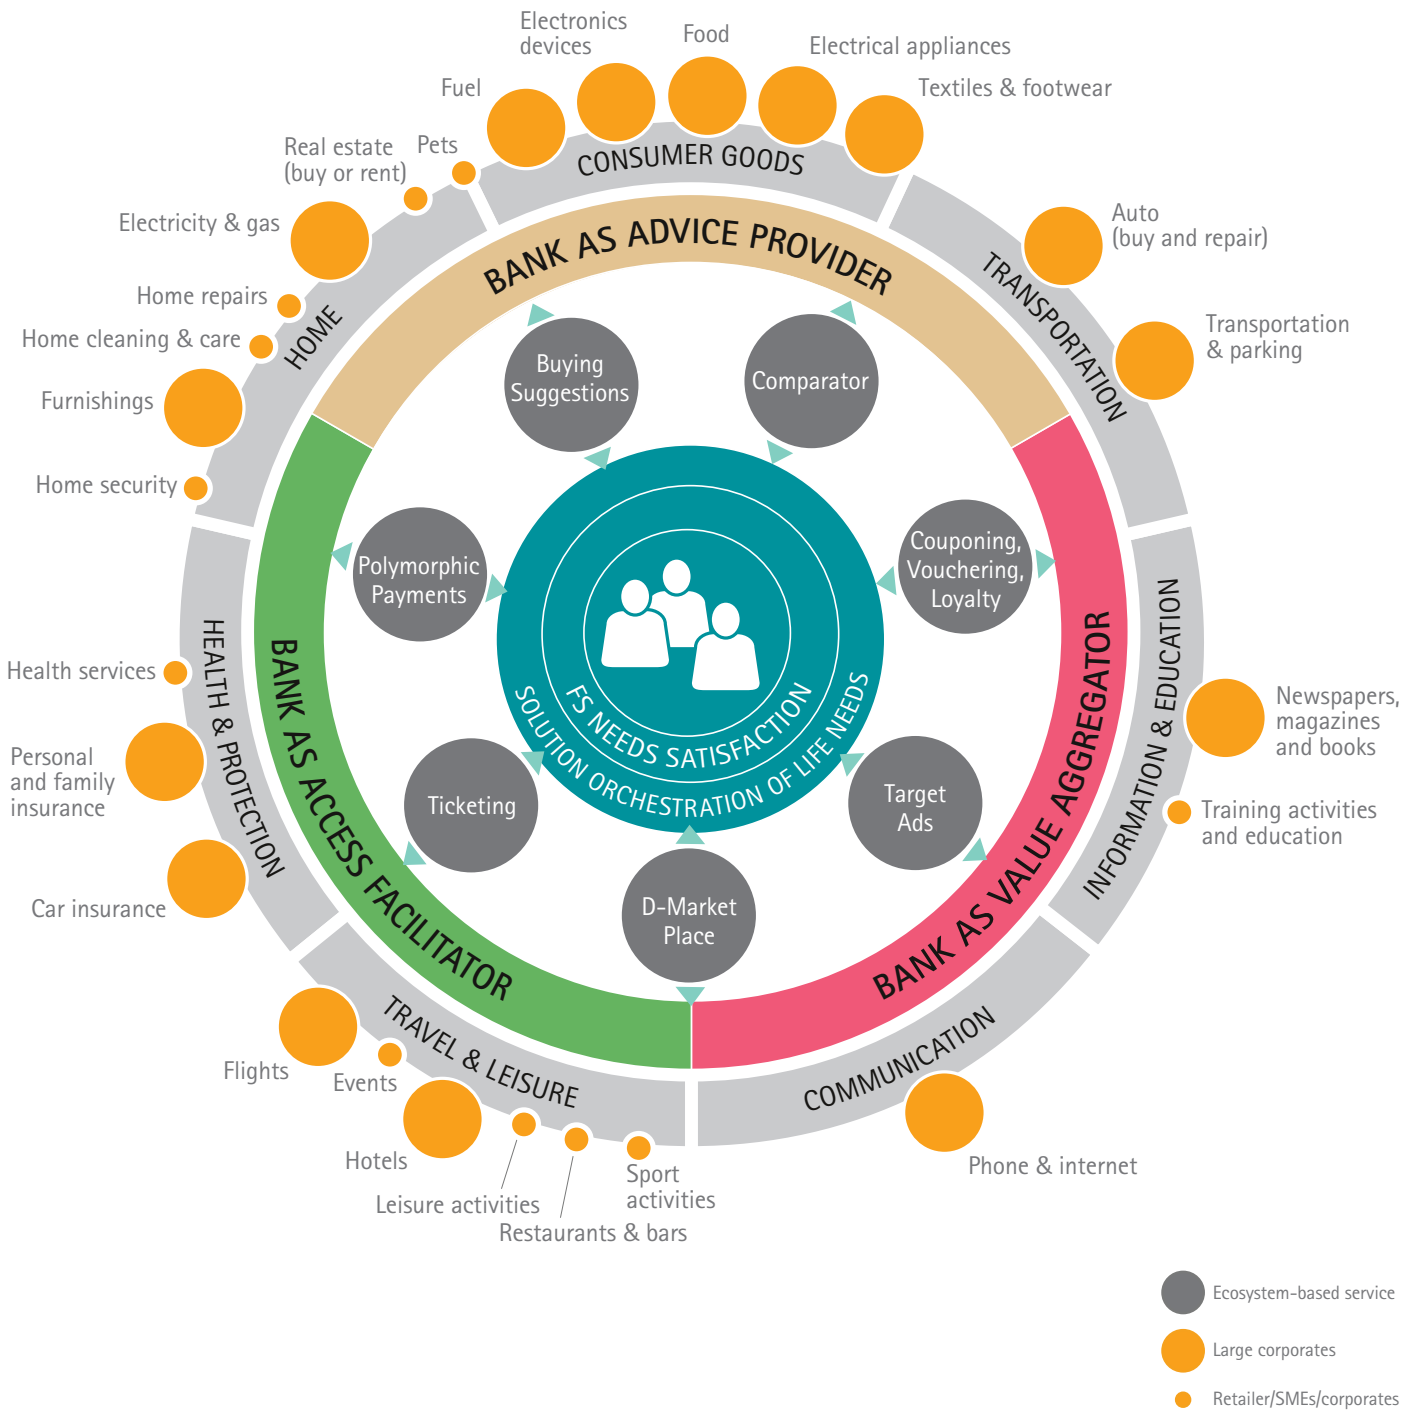 Electronics
devices
Food
Electrical appliances
Fuel
Textiles & footwear
Pets
Real estate
(buy or rent)
Electricity & gas
Home repairs
Home cleaning & care
Furnishings
Home security
Auto
(buy and repair)
Transportation
& parking
CONSUMER GOODS
HOME
TRANSPORTATION
BANK AS ADVICE PROVIDER
Buying
Suggestions
Comparator
Polymorphic
Payments
Couponing,
Vouchering,
Loyalty
FS NEEDS SATISFACTION
SOLUTION ORCHESTRATION OF LIFE NEEDS
Ticketing
Target
Ads
D-Market
Place
BANK AS ACCESS FACILITATOR
BANK AS VALUE AGGREGATOR
HEALTH & PROTECTION
INFORMATION & EDUCATION
Health services
Personal
and family
insurance
Car insurance
Newspapers,
magazines
and books
Training activities
and education
TRAVEL & LEISURE
COMMUNICATION
Flights
Events
Hotels
Leisure activities
Restaurants & bars
Sport
activities
Phone & internet
Ecosystem-based service
Large corporates
Retailer/SMEs/corporates